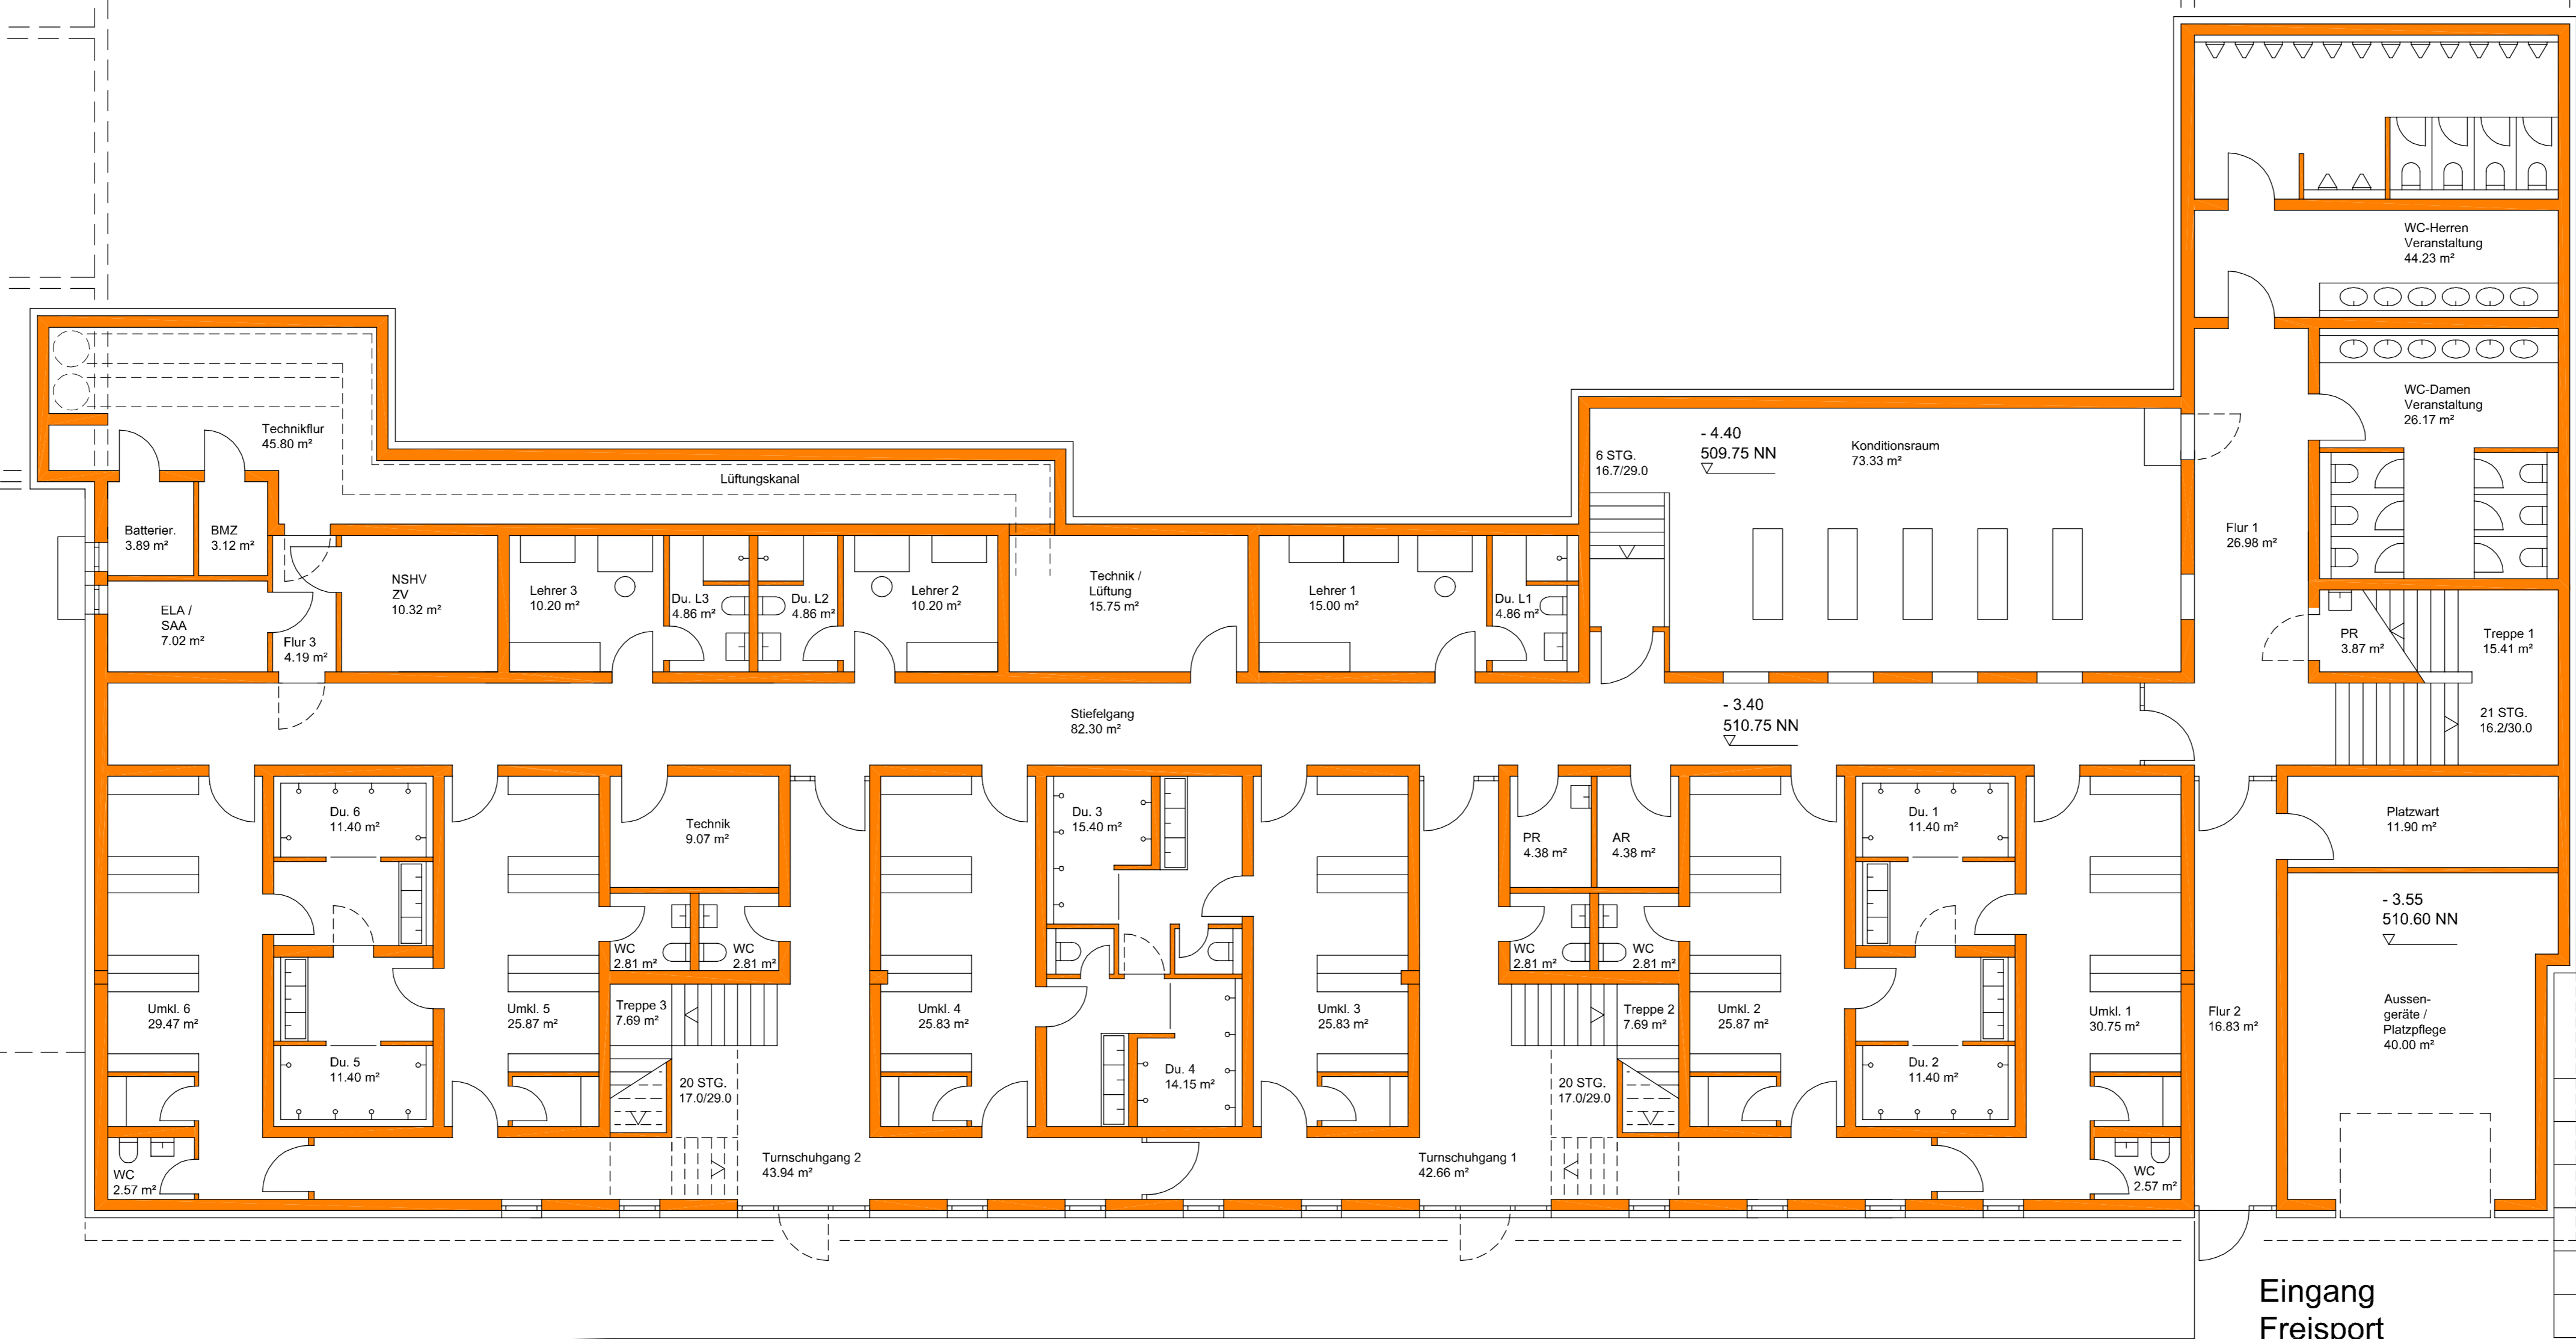 WC-Herren
Veranstaltung
44.23 m²
WC-Damen
Veranstaltung
26.17 m²
Technikflur
45.80 m²
Lüftungskanal
6 STG.
16.7/29.0
- 4.40
509.75 NN
Konditionsraum
73.33 m²
Flur 1
26.98 m²
Batterier.
3.89 m²
BMZ
3.12 m²
ELA /
SAA
7.02 m²
Flur 3
4.19 m²
NSHV
ZV
10.32 m²
Lehrer 3
10.20 m²
Du. L3
4.86 m²
Du. L2
4.86 m²
Lehrer 2
10.20 m²
Technik /
Lüftung
15.75 m²
Lehrer 1
15.00 m²
Du. L1
4.86 m²
PR
3.87 m²
Treppe 1
15.41 m²
21 STG.
16.2/30.0
Stiefelgang
82.30 m²
- 3.40
510.75 NN
Du. 6
11.40 m²
Technik
9.07 m²
Du. 3
15.40 m²
PR
4.38 m²
AR
4.38 m²
Du. 1
11.40 m²
Platzwart
11.90 m²
- 3.55
510.60 NN
WC
2.81 m²
WC
2.81 m²
WC
2.81 m²
WC
2.81 m²
Umkl. 6
29.47 m²
Umkl. 5
25.87 m²
Treppe 3
7.69 m²
Umkl. 4
25.83 m²
Umkl. 3
25.83 m²
Treppe 2
7.69 m²
Umkl. 2
25.87 m²
Umkl. 1
30.75 m²
Flur 2
16.83 m²
Aussen-
geräte /
Platzpflege
40.00 m²
Du. 5
11.40 m²
20 STG.
17.0/29.0
Du. 4
14.15 m²
20 STG.
17.0/29.0
Du. 2
11.40 m²
WC
2.57 m²
Turnschuhgang 2
43.94 m²
Turnschuhgang 1
42.66 m²
WC
2.57 m²
Eingang
Freisport